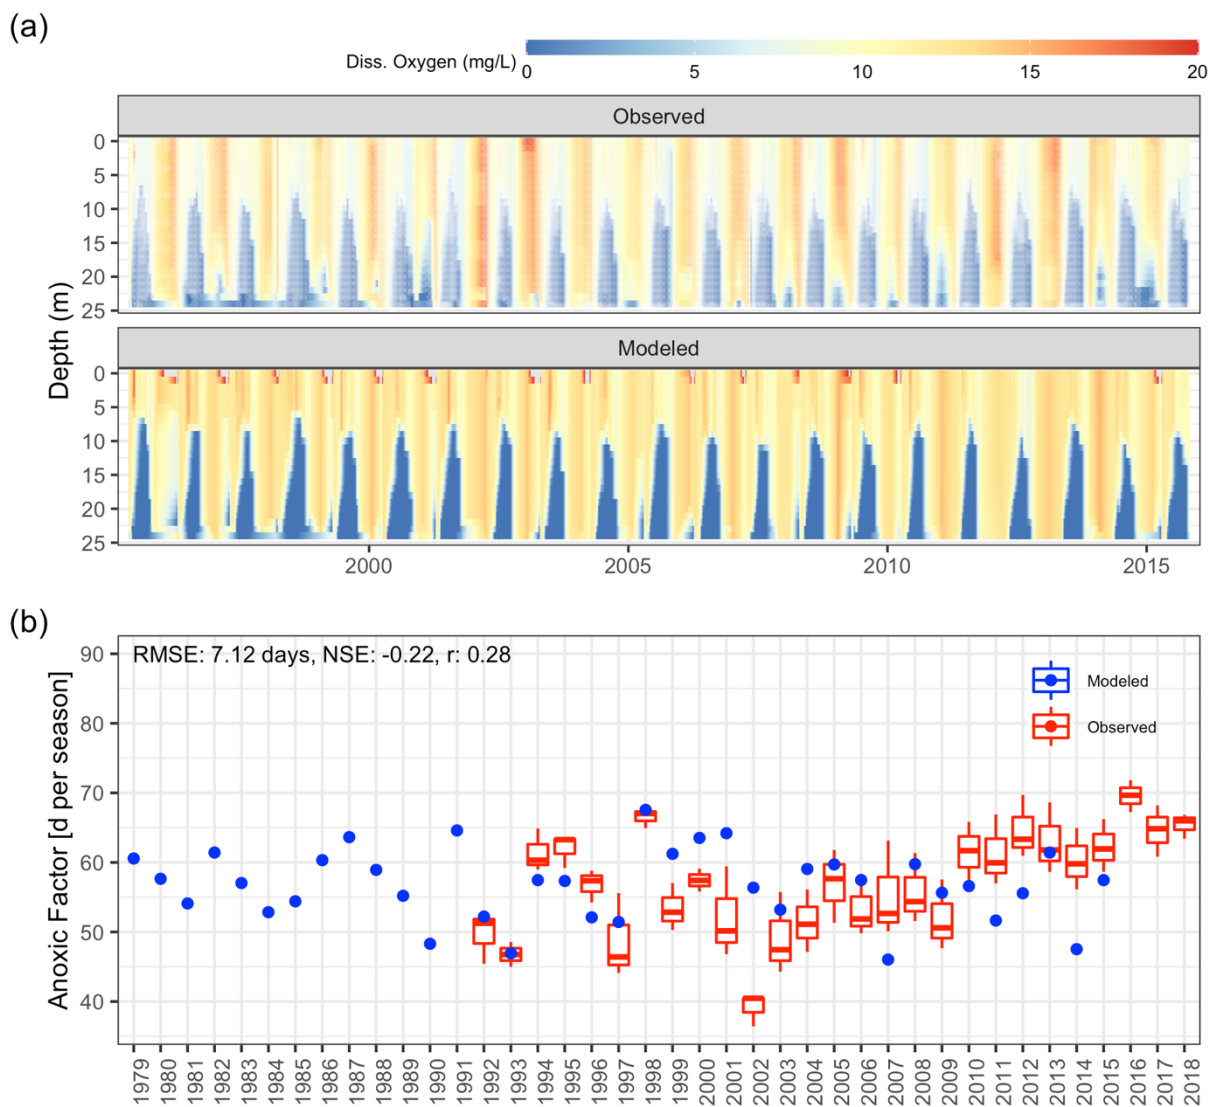 (a)
Diss. Oxygen (mg/L)
0 5 10 15 20
Observed
0
5
10
15
20
25
Depth (m)
Modeled
0
5
10
15
20
25
2000 2005 2010 2015
(b)
RMSE: 7.12 days, NSE: -0.22, r: 0.28
Modeled
Observed
Anoxic Factor [d per season]
90
80
70
60
50
40
1979 1980 1981 1982 1983 1984 1985 1986 1987 1988 1989 1990 1991 1992 1993 1994 1995 1996 1997 1998 1999 2000 2001 2002 2003 2004 2005 2006 2007 2008 2009 2010 2011 2012 2013 2014 2015 2016 2017 2018